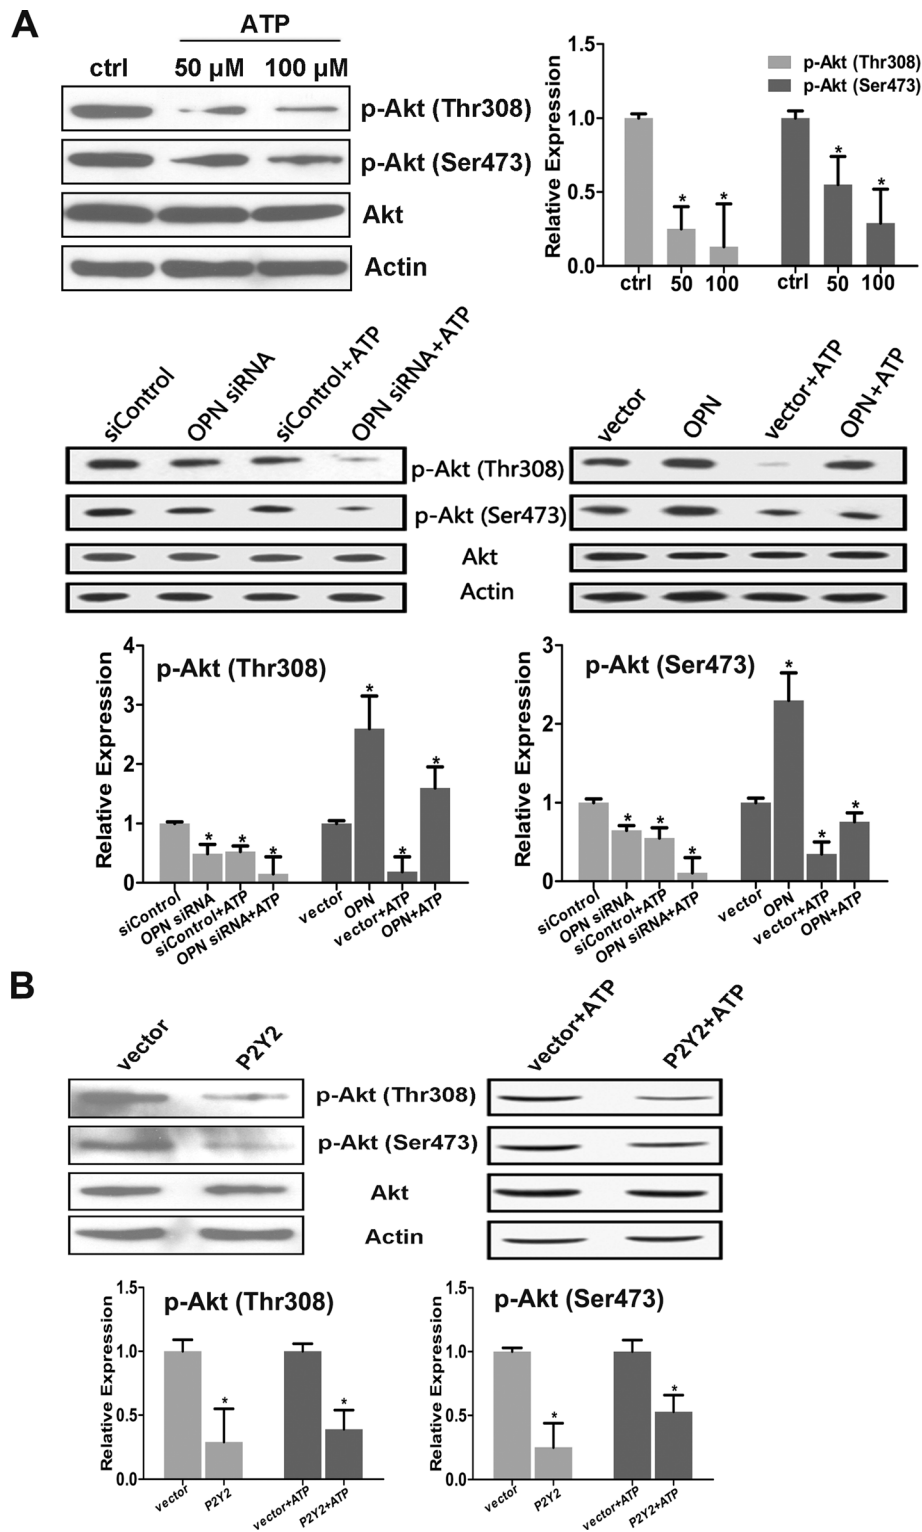 A
ATP
ctrl 50 µM 100 µM
p-Akt (Thr308)
p-Akt (Ser473)
Akt
Actin
Relative Expression
1.5
1.0
0.5
0.0
p-Akt (Thr308)
p-Akt (Ser473)
* * * *
ctrl 50 100 ctrl 50 100
siControl OPN siRNA siControl+ATP OPN siRNA+ATP
vector OPN vector+ATP OPN+ATP
p-Akt (Thr308)
p-Akt (Ser473)
Akt
Actin
p-Akt (Thr308)
Relative Expression
4
3
2
1
0
* * * * * *
siControl OPN siRNA siControl+ATP OPN siRNA+ATP vector OPN vector+ATP OPN+ATP
p-Akt (Ser473)
Relative Expression
3
2
1
0
* * * * * *
siControl OPN siRNA siControl+ATP OPN siRNA+ATP vector OPN vector+ATP OPN+ATP
B
vector P2Y2
vector+ATP P2Y2+ATP
p-Akt (Thr308)
p-Akt (Ser473)
Akt
Actin
p-Akt (Thr308)
Relative Expression
1.5
1.0
0.5
0.0
* *
vector P2Y2 vector+ATP P2Y2+ATP
p-Akt (Ser473)
Relative Expression
1.5
1.0
0.5
0.0
* *
vector P2Y2 vector+ATP P2Y2+ATP